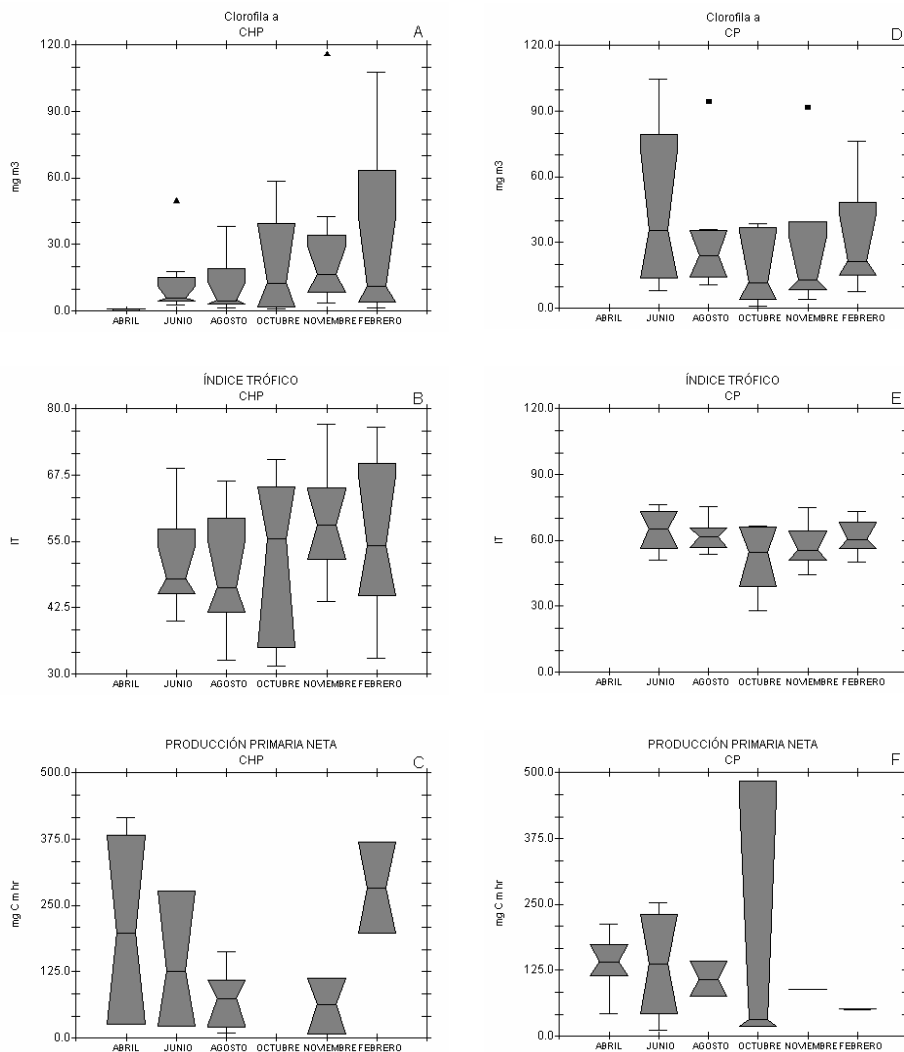 Clorofila a
CHP
A
120.0
90.0
60.0
30.0
0.0
mg m3
ABRIL JUNIO AGOSTO OCTUBRE NOVIEMBRE FEBRERO
Clorofila a
CP
D
120.0
90.0
60.0
30.0
0.0
mg m3
ABRIL JUNIO AGOSTO OCTUBRE NOVIEMBRE FEBRERO
ÍNDICE TRÓFICO
CHP
B
80.0
67.5
55.0
42.5
30.0
IT
ABRIL JUNIO AGOSTO OCTUBRE NOVIEMBRE FEBRERO
ÍNDICE TRÓFICO
CP
E
120.0
90.0
60.0
30.0
0.0
IT
ABRIL JUNIO AGOSTO OCTUBRE NOVIEMBRE FEBRERO
PRODUCCIÓN PRIMARIA NETA
CHP
C
500.0
375.0
250.0
125.0
0.0
mg C m hr
ABRIL JUNIO AGOSTO OCTUBRE NOVIEMBRE FEBRERO
PRODUCCIÓN PRIMARIA NETA
CP
F
500.0
375.0
250.0
125.0
0.0
mg C m hr
ABRIL JUNIO AGOSTO OCTUBRE NOVIEMBRE FEBRERO